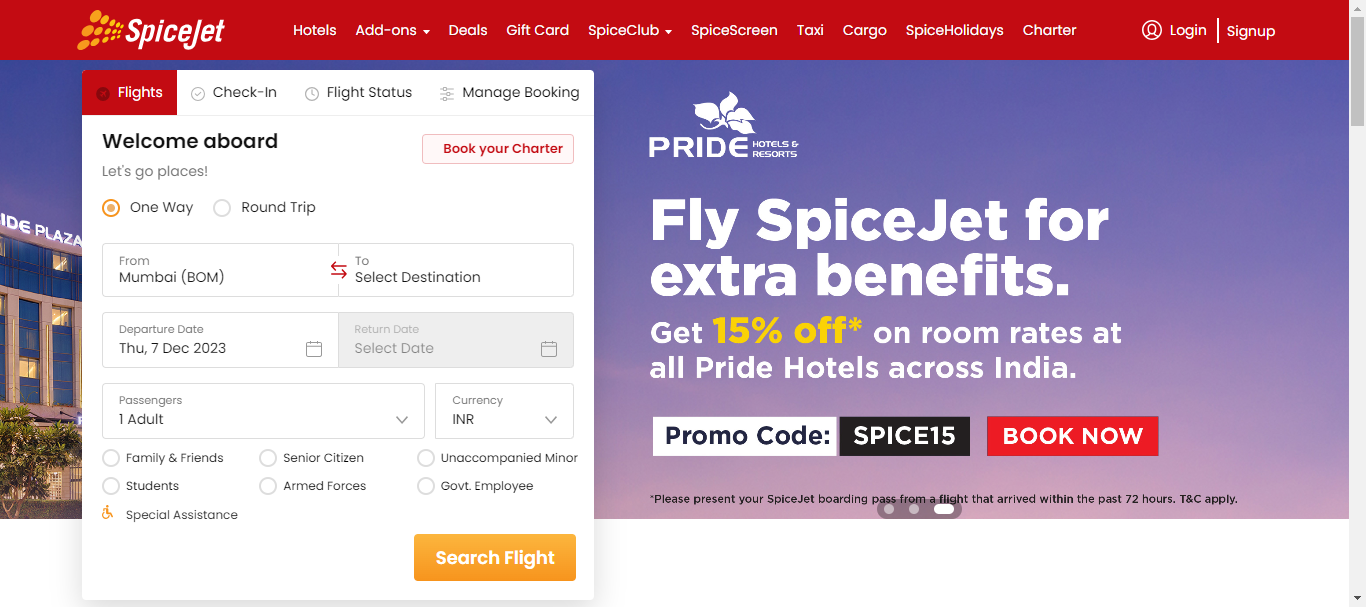 SpiceJet
Hotels Add-ons Deals Gift Card SpiceClub SpiceScreen Taxi Cargo SpiceHolidays Charter Login Signup
Flights Check-In Flight Status Manage Booking
Welcome aboard
Book your Charter
Let's go places!
One Way Round Trip
From
Mumbai (BOM)
To
Select Destination
Departure Date
Thu, 7 Dec 2023
Return Date
Select Date
Passengers
1 Adult
Currency
INR
Family & Friends Senior Citizen Unaccompanied Minor
Students Armed Forces Govt. Employee
Special Assistance
Search Flight
IDE PLAZA
PRIDE HOTELS &
RESORTS
Fly SpiceJet for
extra benefits.
Get 15% off* on room rates at
all Pride Hotels across India.
Promo Code: SPICE15 BOOK NOW
*Please present your SpiceJet boarding pass from a flight that arrived within the past 72 hours. T&C apply.